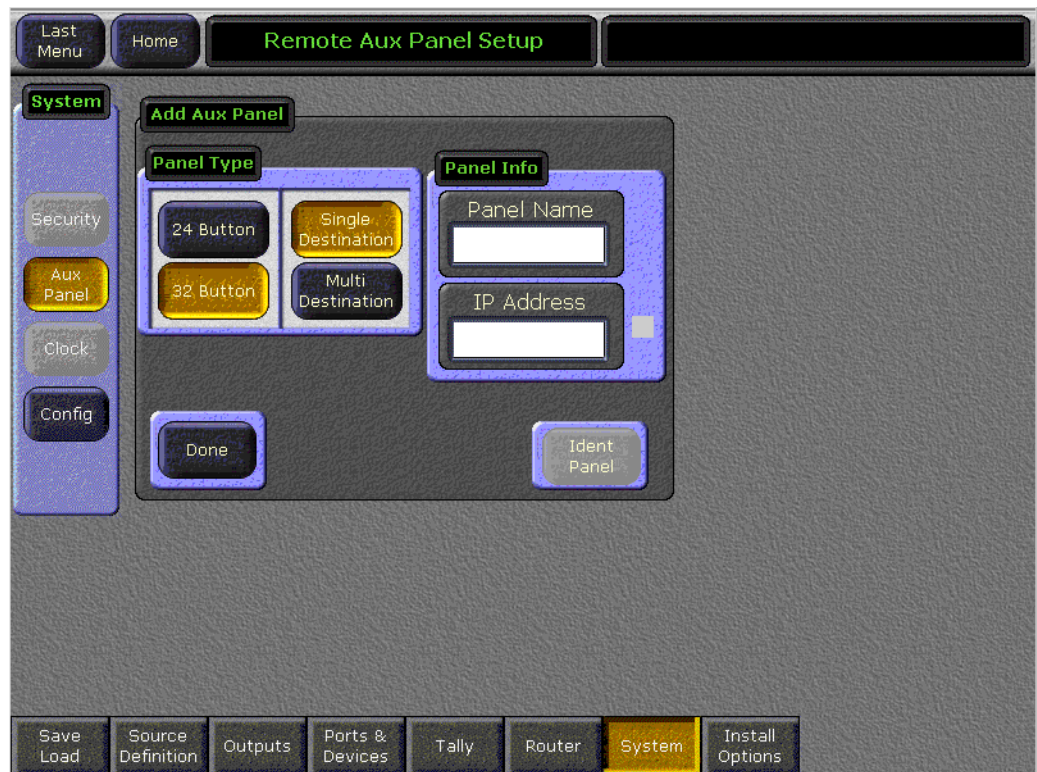 Last
Menu
Home
Remote Aux Panel Setup
System
Security
Aux
Panel
Clock
Config
Add Aux Panel
Panel Type
24 Button
Single
Destination
32 Button
Multi
Destination
Panel Info
Panel Name
IP Address
Done
Ident
Panel
Save
Load
Source
Definition
Outputs
Ports &
Devices
Tally
Router
System
Install
Options